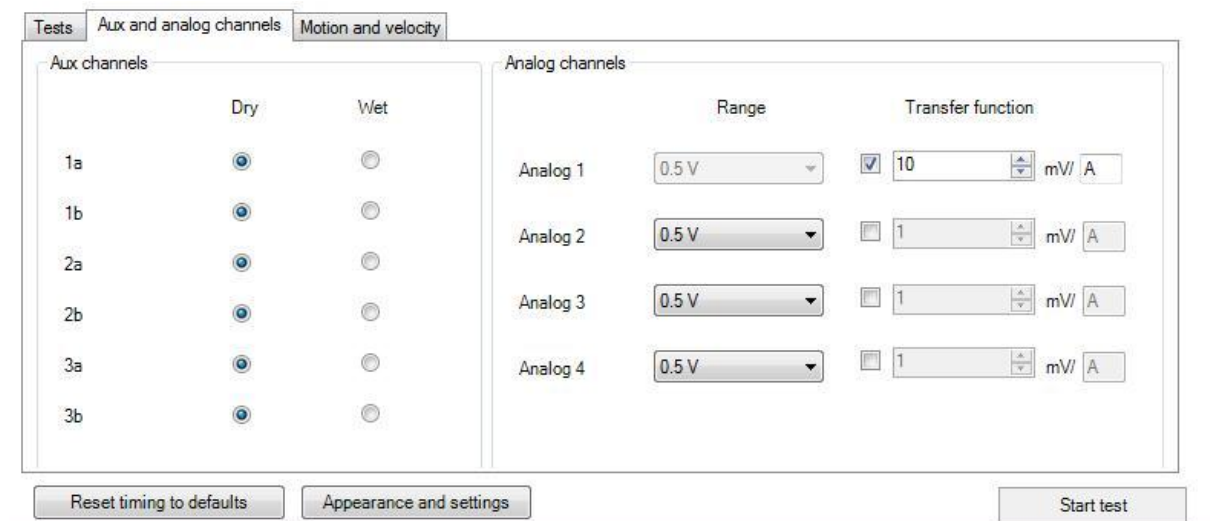 Tests Aux and analog channels Motion and velocity
Aux channels
Dry Wet
1a
1b
2a
2b
3a
3b
Analog channels
Range Transfer function
Analog 1 0.5 V 10 mV/ A
Analog 2 0.5 V 1 mV/ A
Analog 3 0.5 V 1 mV/ A
Analog 4 0.5 V 1 mV/ A
Reset timing to defaults Appearance and settings Start test